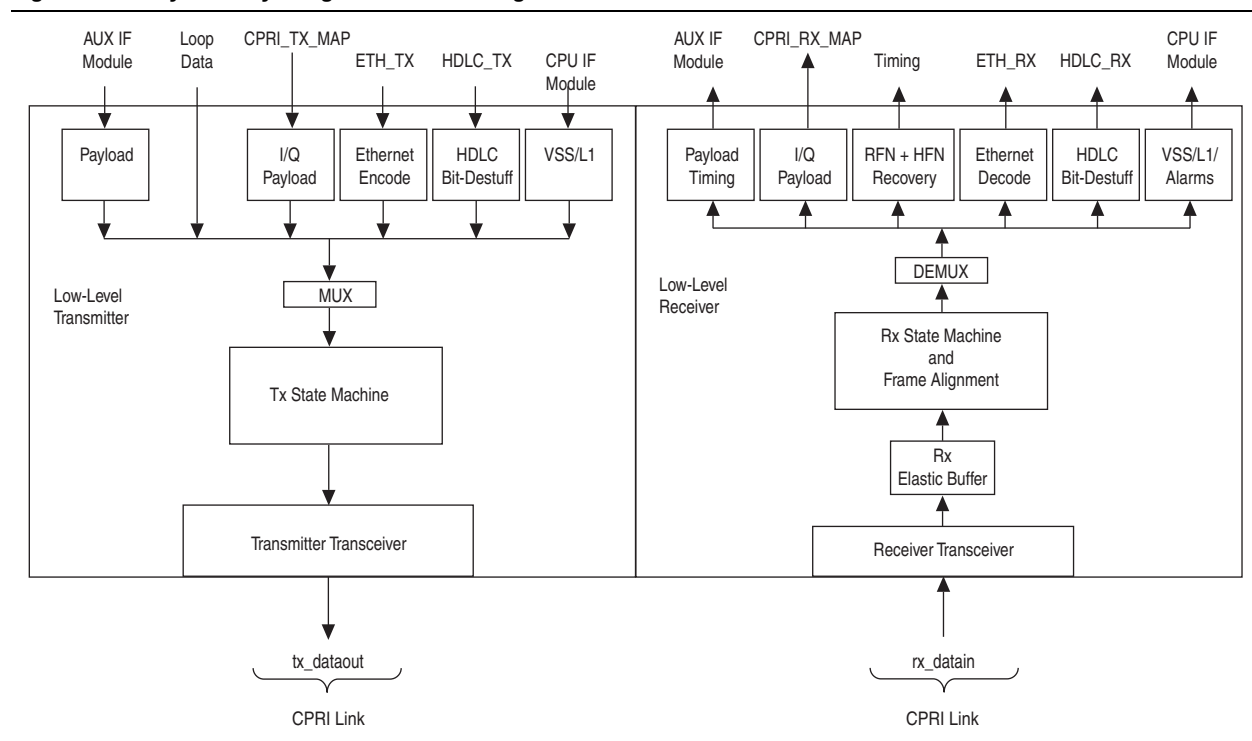 AUX IF
Module
Loop
Data
CPRI_TX_MAP
ETH_TX
HDLC_TX
CPU IF
Module
AUX IF
Module
CPRI_RX_MAP
Timing
ETH_RX
HDLC_RX
CPU IF
Module
Payload
I/Q
Payload
Ethernet
Encode
HDLC
Bit-Destuff
VSS/L1
Payload
Timing
I/Q
Payload
RFN + HFN
Recovery
Ethernet
Decode
HDLC
Bit-Destuff
VSS/L1/
Alarms
Low-Level
Transmitter
MUX
Tx State Machine
Transmitter Transceiver
tx_dataout
CPRI Link
DEMUX
Low-Level
Receiver
Rx State Machine
and
Frame Alignment
Rx
Elastic Buffer
Receiver Transceiver
rx_datain
CPRI Link